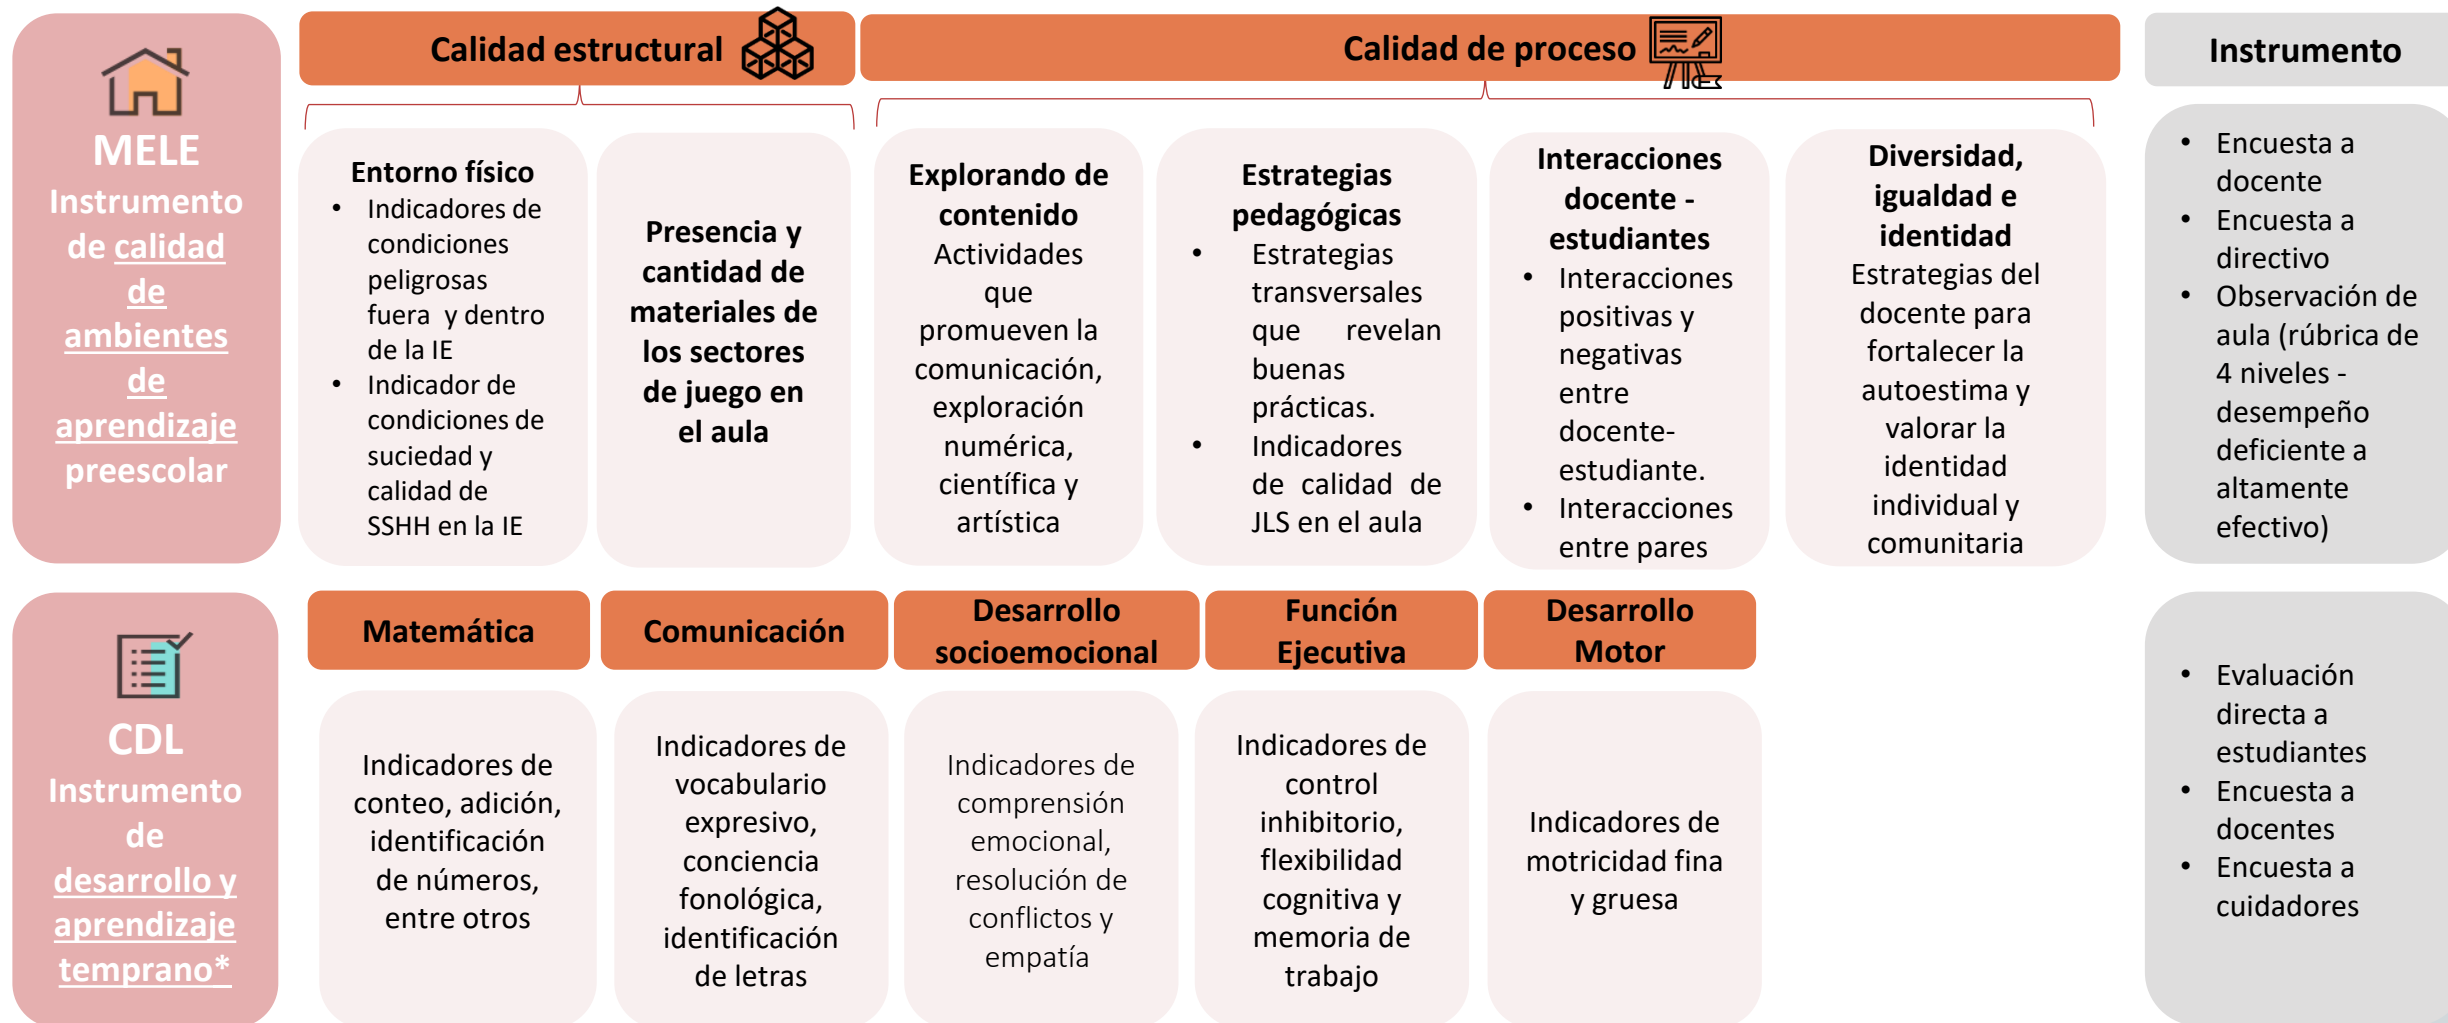 MELE
Instrumento
de calidad
de
ambientes
de
aprendizaje
preescolar
Calidad estructural
Calidad de proceso
Instrumento
Entorno físico
• Indicadores de
condiciones
peligrosas
fuera y dentro
de la IE
• Indicador de
condiciones de
suciedad y
calidad de
SSHH en la IE
Presencia y
cantidad de
materiales de
los sectores
de juego en
el aula
Explorando de
contenido
Actividades
que
promueven la
comunicación,
exploración
numérica,
científica y
artística
Estrategias
pedagógicas
• Estrategias
transversales
que revelan
buenas
prácticas.
• Indicadores
de calidad de
JLS en el aula
Interacciones
docente -
estudiantes
• Interacciones
positivas y
negativas
entre
docente-
estudiante.
• Interacciones
entre pares
Diversidad,
igualdad e
identidad
Estrategias del
docente para
fortalecer la
autoestima y
valorar la
identidad
individual y
comunitaria
• Encuesta a
docente
• Encuesta a
directivo
• Observación de
aula (rúbrica de
4 niveles -
desempeño
deficiente a
altamente
efectivo)
CDL
Instrumento
de
desarrollo y
aprendizaje
temprano*
Matemática
Comunicación
Desarrollo
socioemocional
Función
Ejecutiva
Desarrollo
Motor
Indicadores de
conteo, adición,
identificación
de números,
entre otros
Indicadores de
vocabulario
expresivo,
conciencia
fonológica,
identificación
de letras
Indicadores de
comprensión
emocional,
resolución de
conflictos y
empatía
Indicadores de
control
inhibitorio,
flexibilidad
cognitiva y
memoria de
trabajo
Indicadores de
motricidad fina
y gruesa
• Evaluación
directa a
estudiantes
• Encuesta a
docentes
• Encuesta a
cuidadores